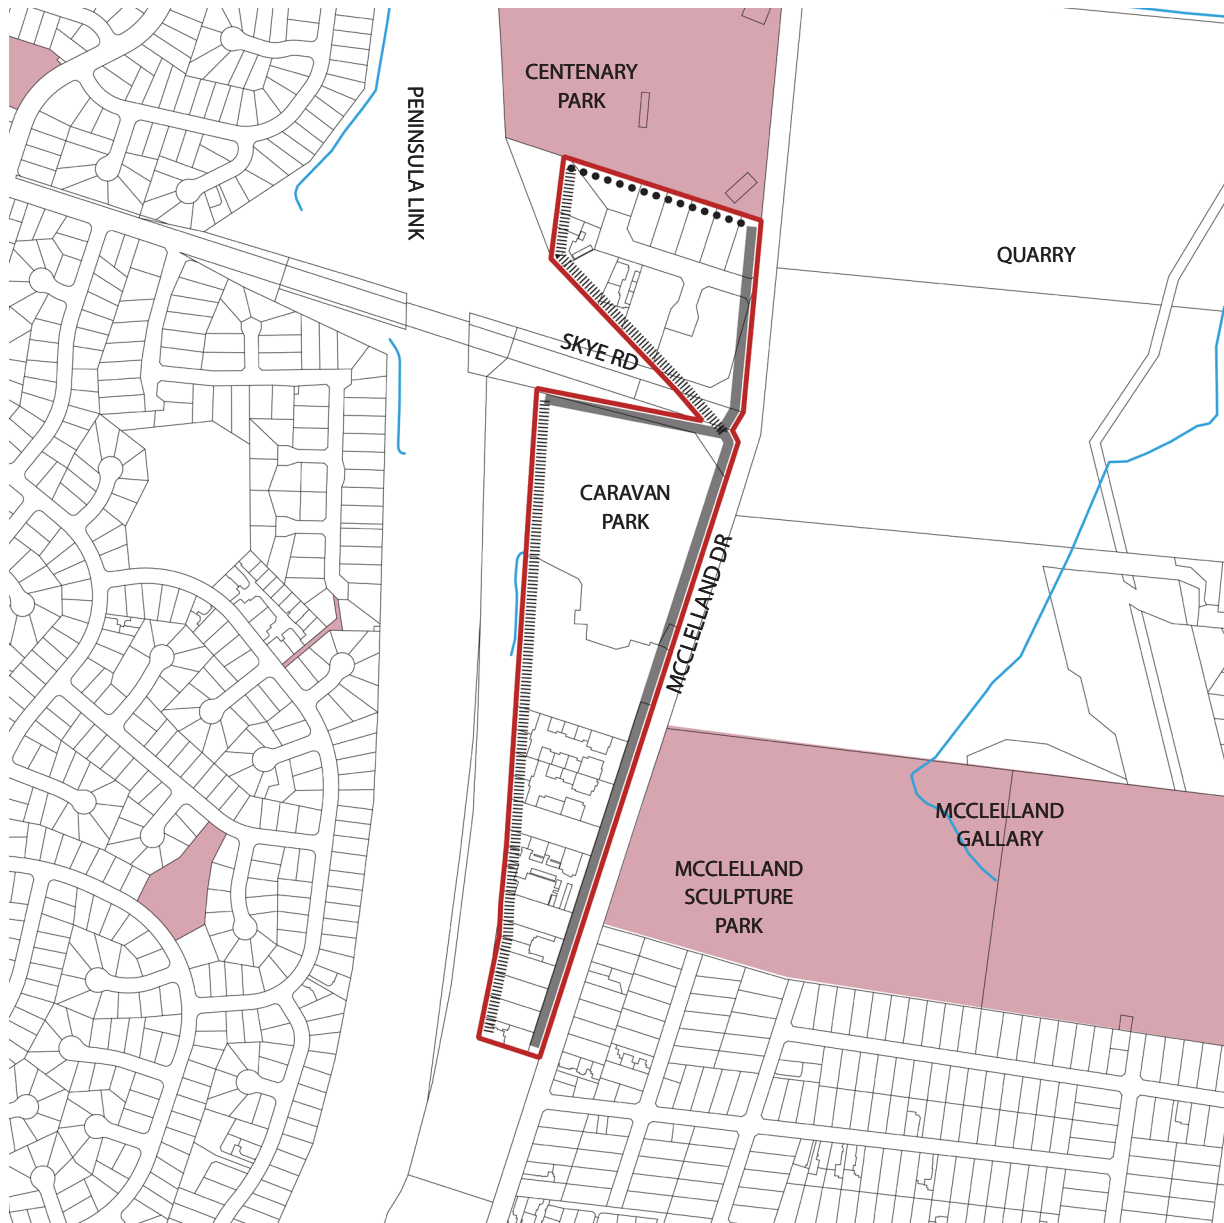 CENTENARY
PARK
PENINSULA LINK
QUARRY
SKYE RD
CARAVAN
PARK
MCCLELLAND DR
MCCLELLAND
GALLARY
MCCLELLAND
SCULPTURE
PARK